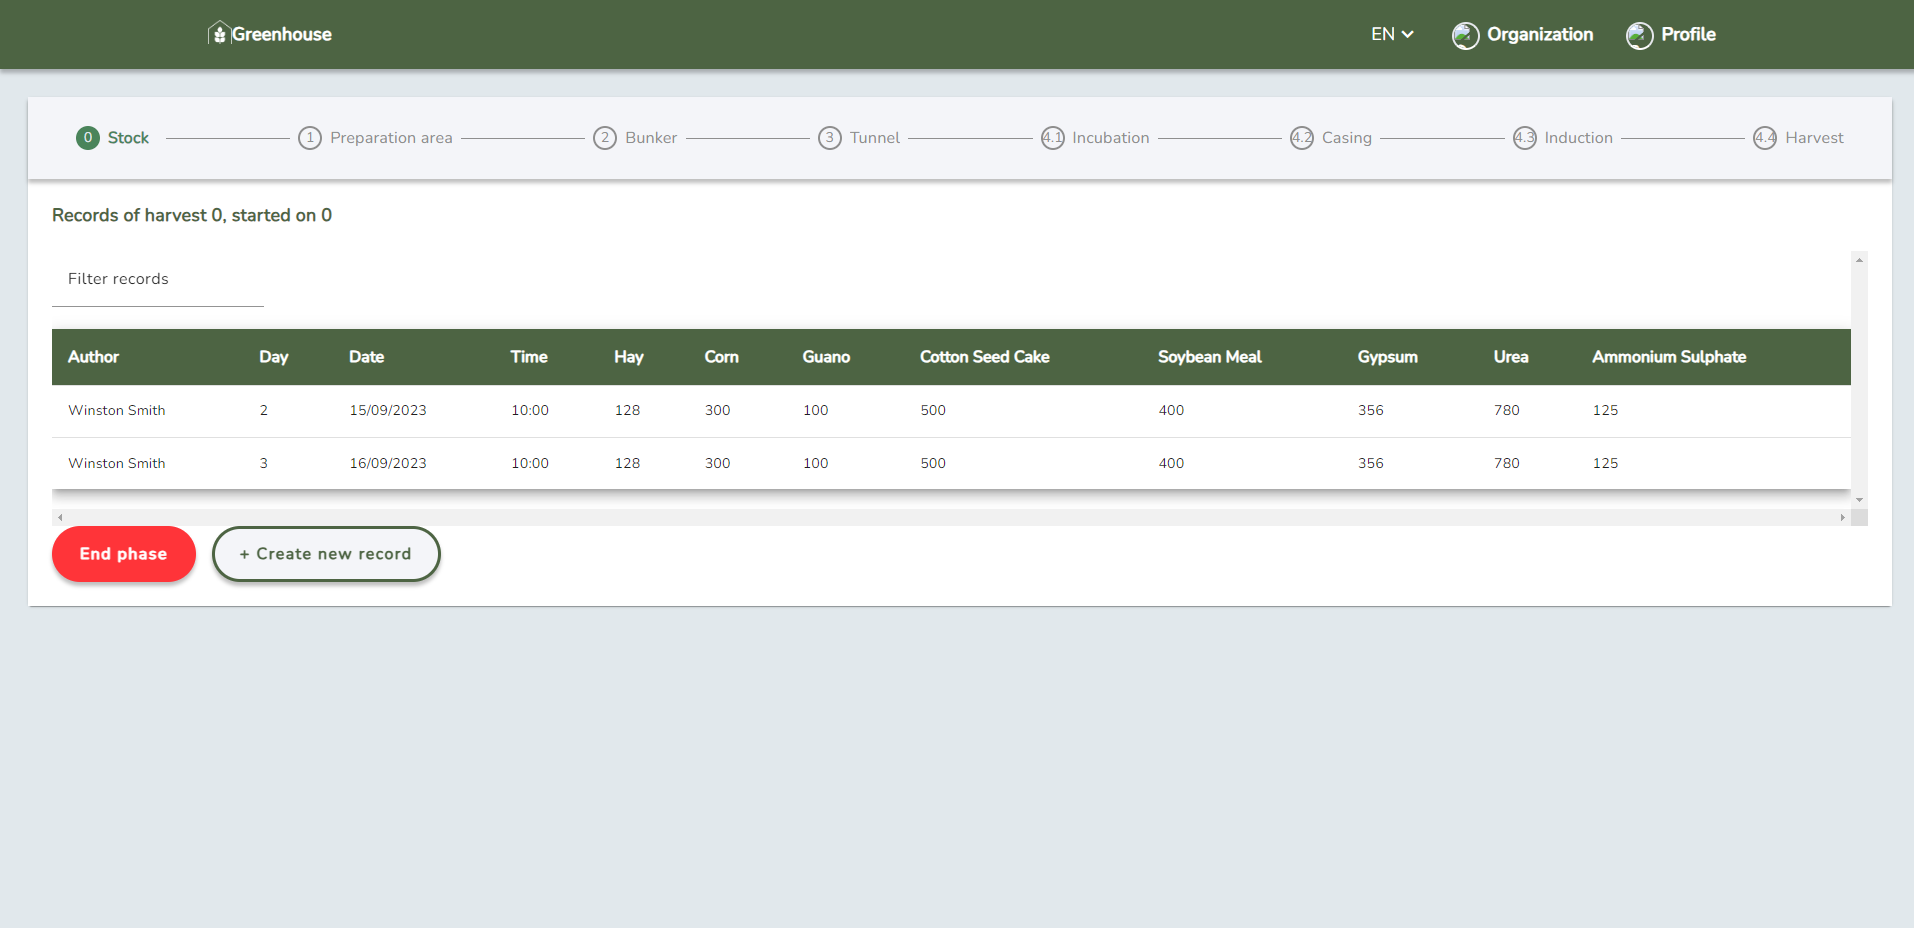 Greenhouse EN Organization Profile
0 Stock 1 Preparation area 2 Bunker 3 Tunnel 4.1 Incubation 4.2 Casing 4.3 Induction 4.4 Harvest
Records of harvest 0, started on 0
Filter records
Author Day Date Time Hay Corn Guano Cotton Seed Cake Soybean Meal Gypsum Urea Ammonium Sulphate
Winston Smith 2 15/09/2023 10:00 128 300 100 500 400 356 780 125
Winston Smith 3 16/09/2023 10:00 128 300 100 500 400 356 780 125
End phase + Create new record